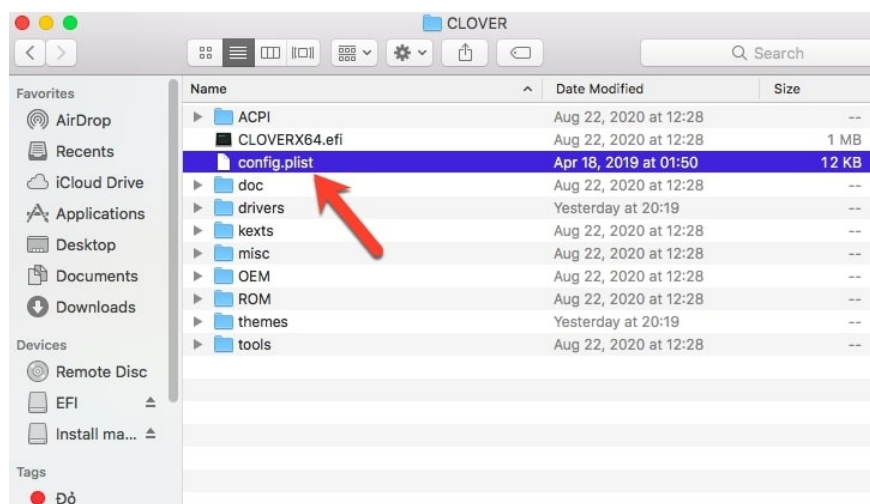 CLOVER
Search
Favorites
AirDrop
Recents
iCloud Drive
Applications
Desktop
Documents
Downloads
Devices
Remote Disc
EFI
Install ma...
Tags
Đỏ
Name Date Modified Size
ACPI Aug 22, 2020 at 12:28 --
CLOVERX64.efi Aug 22, 2020 at 12:28 1 MB
config.plist Apr 18, 2019 at 01:50 12 KB
doc Aug 22, 2020 at 12:28 --
drivers Yesterday at 20:19 --
kexts Aug 22, 2020 at 12:28 --
misc Aug 22, 2020 at 12:28 --
OEM Aug 22, 2020 at 12:28 --
ROM Aug 22, 2020 at 12:28 --
themes Yesterday at 20:19 --
tools Aug 22, 2020 at 12:28 --